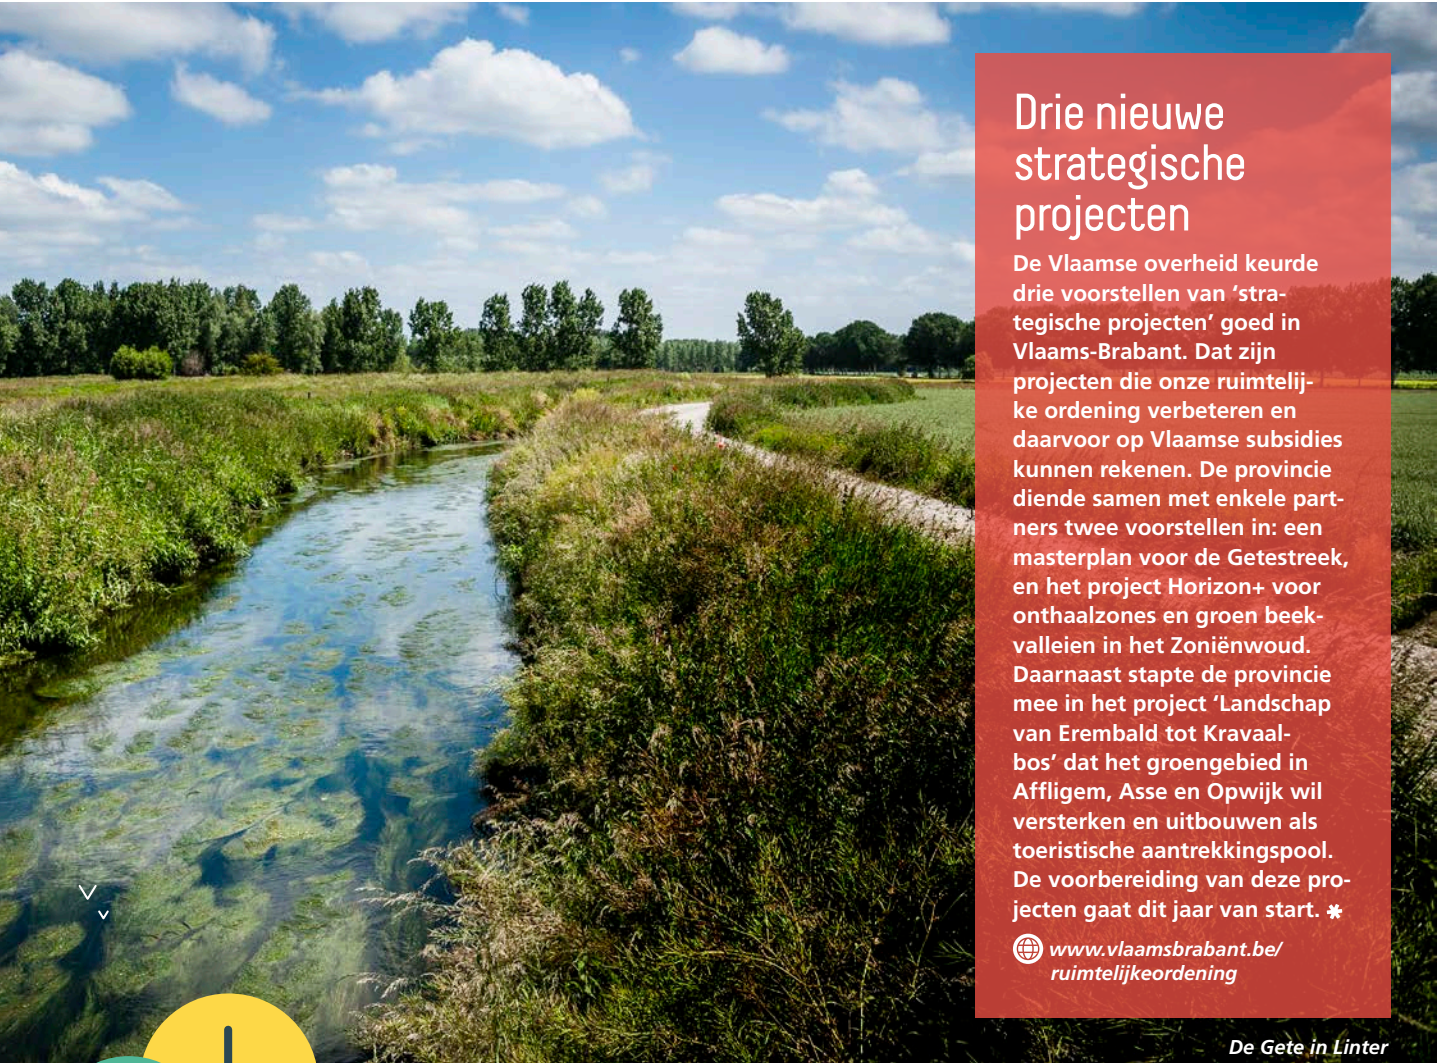 Drie nieuwe
strategische
projecten
De Vlaamse overheid keurde
drie voorstellen van ‘stra-
tegische projecten’ goed in
Vlaams-Brabant. Dat zijn
projecten die onze ruimtelij-
ke ordening verbeteren en
daarvoor op Vlaamse subsidies
kunnen rekenen. De provincie
diende samen met enkele part-
ners twee voorstellen in: een
masterplan voor de Getestreek,
en het project Horizon+ voor
onthaalzones en groen beek-
valleien in het Zoniënwoud.
Daarnaast stapte de provincie
mee in het project ‘Landschap
van Erembald tot Kravaal-
bos’ dat het groengebied in
Affligem, Asse en Opwijk wil
versterken en uitbouwen als
toeristische aantrekkingspool.
De voorbereiding van deze pro-
jecten gaat dit jaar van start. *
www.vlaamsbrabant.be/
ruimtelijkeordening
De Gete in Linter